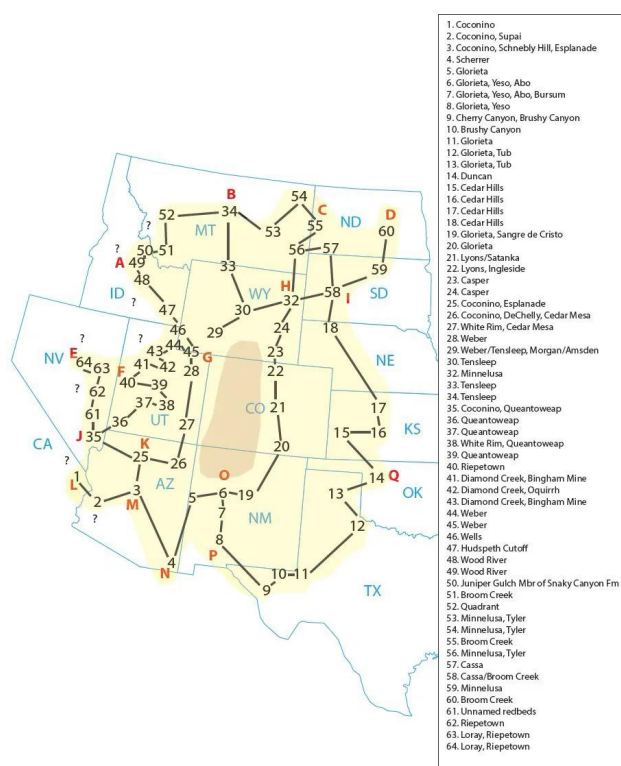 B
54
C
D
52
34
ND
?
MT
53
55
60
?
50
51
56
57
A
49
33
59
48
H
58
I
SD
ID
?
WY
32
47
30
46
29
24
18
?
?
44
43
45
G
23
E
NV
64
63
F
41
42
28
22
NE
?
62
40
39
37
38
CO
21
17
61
36
UT
27
15
16
KS
CA
J
35
K
20
?
25
26
O
14
Q
1
L
3
AZ
5
6
19
13
OK
2
M
7
NM
?
8
12
P
4
N
10
11
9
TX
1. Coconino
2. Coconino, Supai
3. Coconino, Schnebly Hill, Esplanade
4. Scherrer
5. Glorieta
6. Glorieta, Yeso, Abo
7. Glorieta, Yeso, Abo, Bursum
8. Glorieta, Yeso
9. Cherry Canyon, Brushy Canyon
10. Brushy Canyon
11. Glorieta
12. Glorieta, Tub
13. Glorieta, Tub
14. Duncan
15. Cedar Hills
16. Cedar Hills
17. Cedar Hills
18. Cedar Hills
19. Glorieta, Sangre de Cristo
20. Glorieta
21. Lyons/Satanka
22. Lyons, Ingleside
23. Casper
24. Casper
25. Coconino, Esplanade
26. Coconino, DeChelly, Cedar Mesa
27. White Rim, Cedar Mesa
28. Weber
29. Weber/Tensleep, Morgan/Amsden
30. Tensleep
32. Minnelusa
33. Tensleep
34. Tensleep
35. Coconino, Queantoweap
36. Queantoweap
37. Queantoweap
38. White Rim, Queantoweap
39. Queantoweap
40. Riepetown
41. Diamond Creek, Bingham Mine
42. Diamond Creek, Oquirrh
43. Diamond Creek, Bingham Mine
44. Weber
45. Weber
46. Wells
47. Hudspeth Cutoff
48. Wood River
49. Wood River
50. Juniper Gulch Mbr of Snaky Canyon Fm
51. Broom Creek
52. Quadrant
53. Minnelusa, Tyler
54. Minnelusa, Tyler
55. Broom Creek
56. Minnelusa, Tyler
57. Cassa
58. Cassa/Broom Creek
59. Minnelusa
60. Broom Creek
61. Unnamed redbeds
62. Riepetown
63. Loray, Riepetown
64. Loray, Riepetown